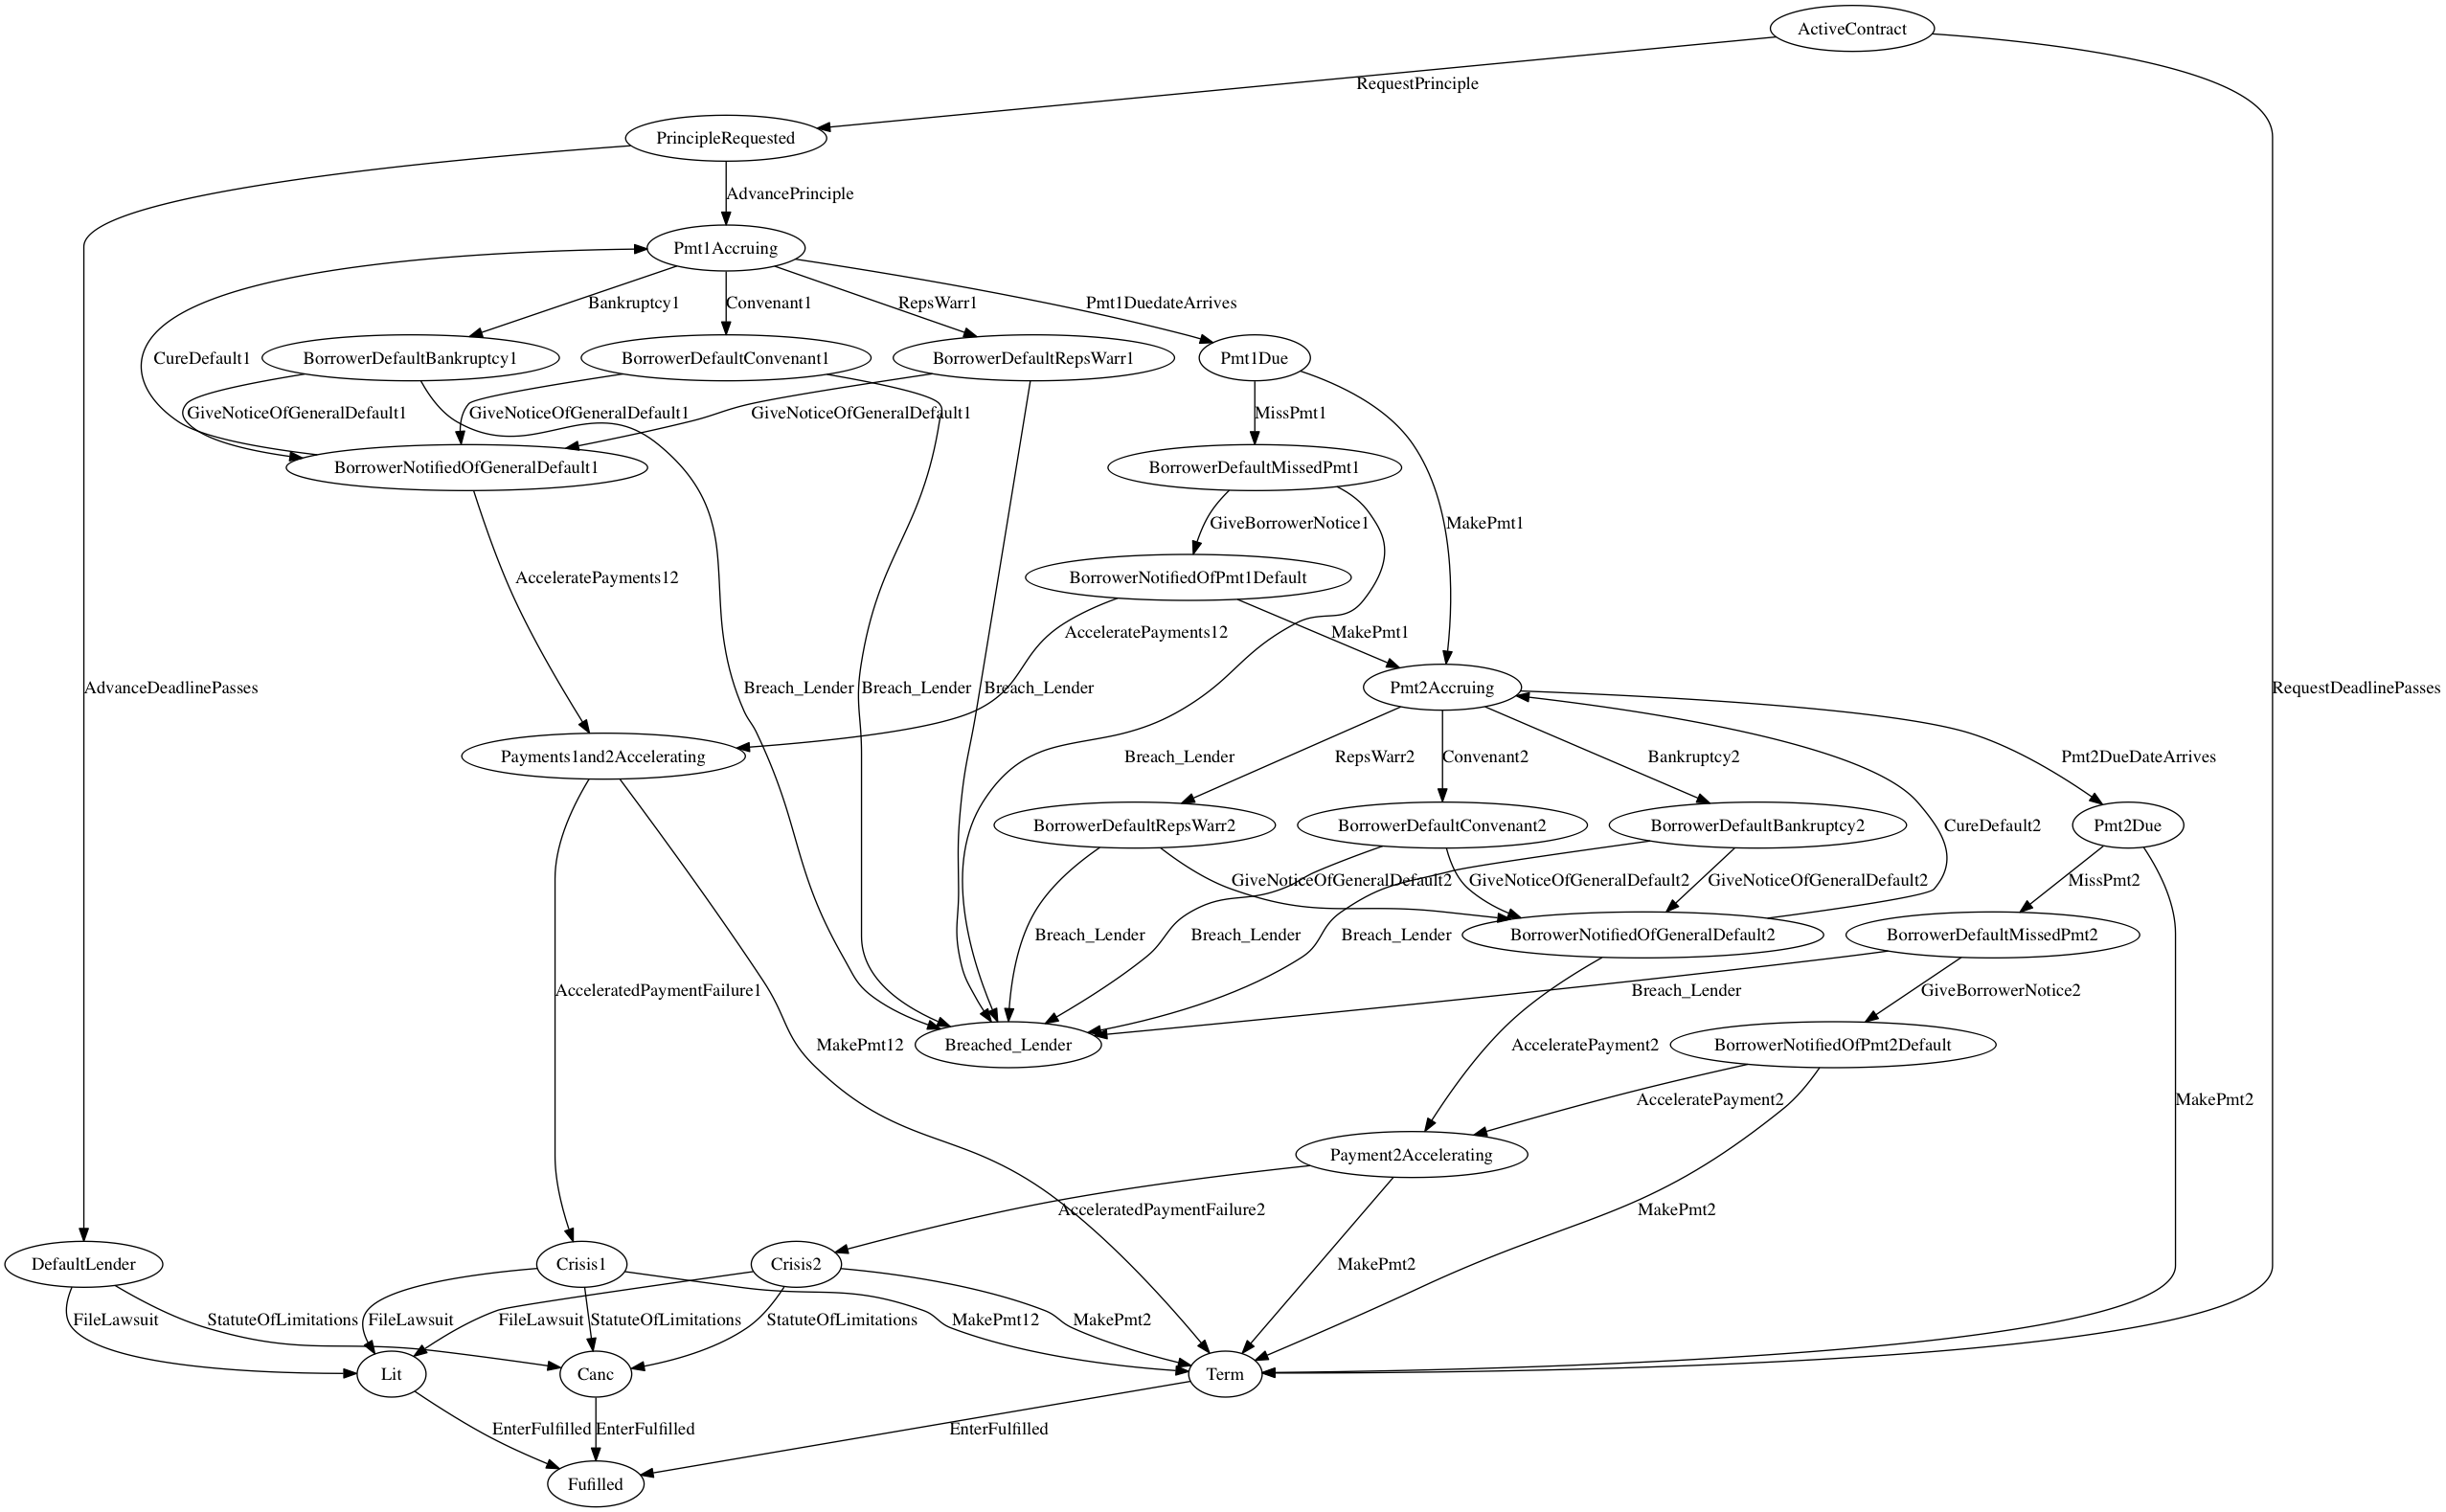 ActiveContract
RequestPrinciple
PrincipleRequested
AdvancePrinciple
Pmt1Accruing
Bankruptcy1
Convenant1
RepsWarr1
Pmt1DuedateArrives
CureDefault1
BorrowerDefaultBankruptcy1
BorrowerDefaultConvenant1
BorrowerDefaultRepsWarr1
Pmt1Due
GiveNoticeOfGeneralDefault1
GiveNoticeOfGeneralDefault1
GiveNoticeOfGeneralDefault1
MissPmt1
BorrowerNotifiedOfGeneralDefault1
BorrowerDefaultMissedPmt1
GiveBorrowerNotice1
MakePmt1
AcceleratePayments12
BorrowerNotifiedOfPmt1Default
AcceleratePayments12
MakePmt1
AdvanceDeadlinePasses
Breach_Lender
Breach_Lender
Breach_Lender
Pmt2Accruing
RequestDeadlinePasses
Payments1and2Accelerating
Breach_Lender
RepsWarr2
Convenant2
Bankruptcy2
Pmt2DueDateArrives
BorrowerDefaultRepsWarr2
BorrowerDefaultConvenant2
BorrowerDefaultBankruptcy2
CureDefault2
Pmt2Due
GiveNoticeOfGeneralDefault2
GiveNoticeOfGeneralDefault2
GiveNoticeOfGeneralDefault2
MissPmt2
Breach_Lender
Breach_Lender
Breach_Lender
BorrowerNotifiedOfGeneralDefault2
BorrowerDefaultMissedPmt2
AcceleratedPaymentFailure1
Breach_Lender
GiveBorrowerNotice2
MakePmt12
Breached_Lender
AcceleratePayment2
BorrowerNotifiedOfPmt2Default
AcceleratePayment2
MakePmt2
Payment2Accelerating
AcceleratedPaymentFailure2
MakePmt2
DefaultLender
Crisis1
Crisis2
MakePmt2
FileLawsuit
StatuteOfLimitations
FileLawsuit
FileLawsuit
StatuteOfLimitations
StatuteOfLimitations
MakePmt12
MakePmt2
Lit
Canc
Term
EnterFulfilled
EnterFulfilled
EnterFulfilled
Fufilled